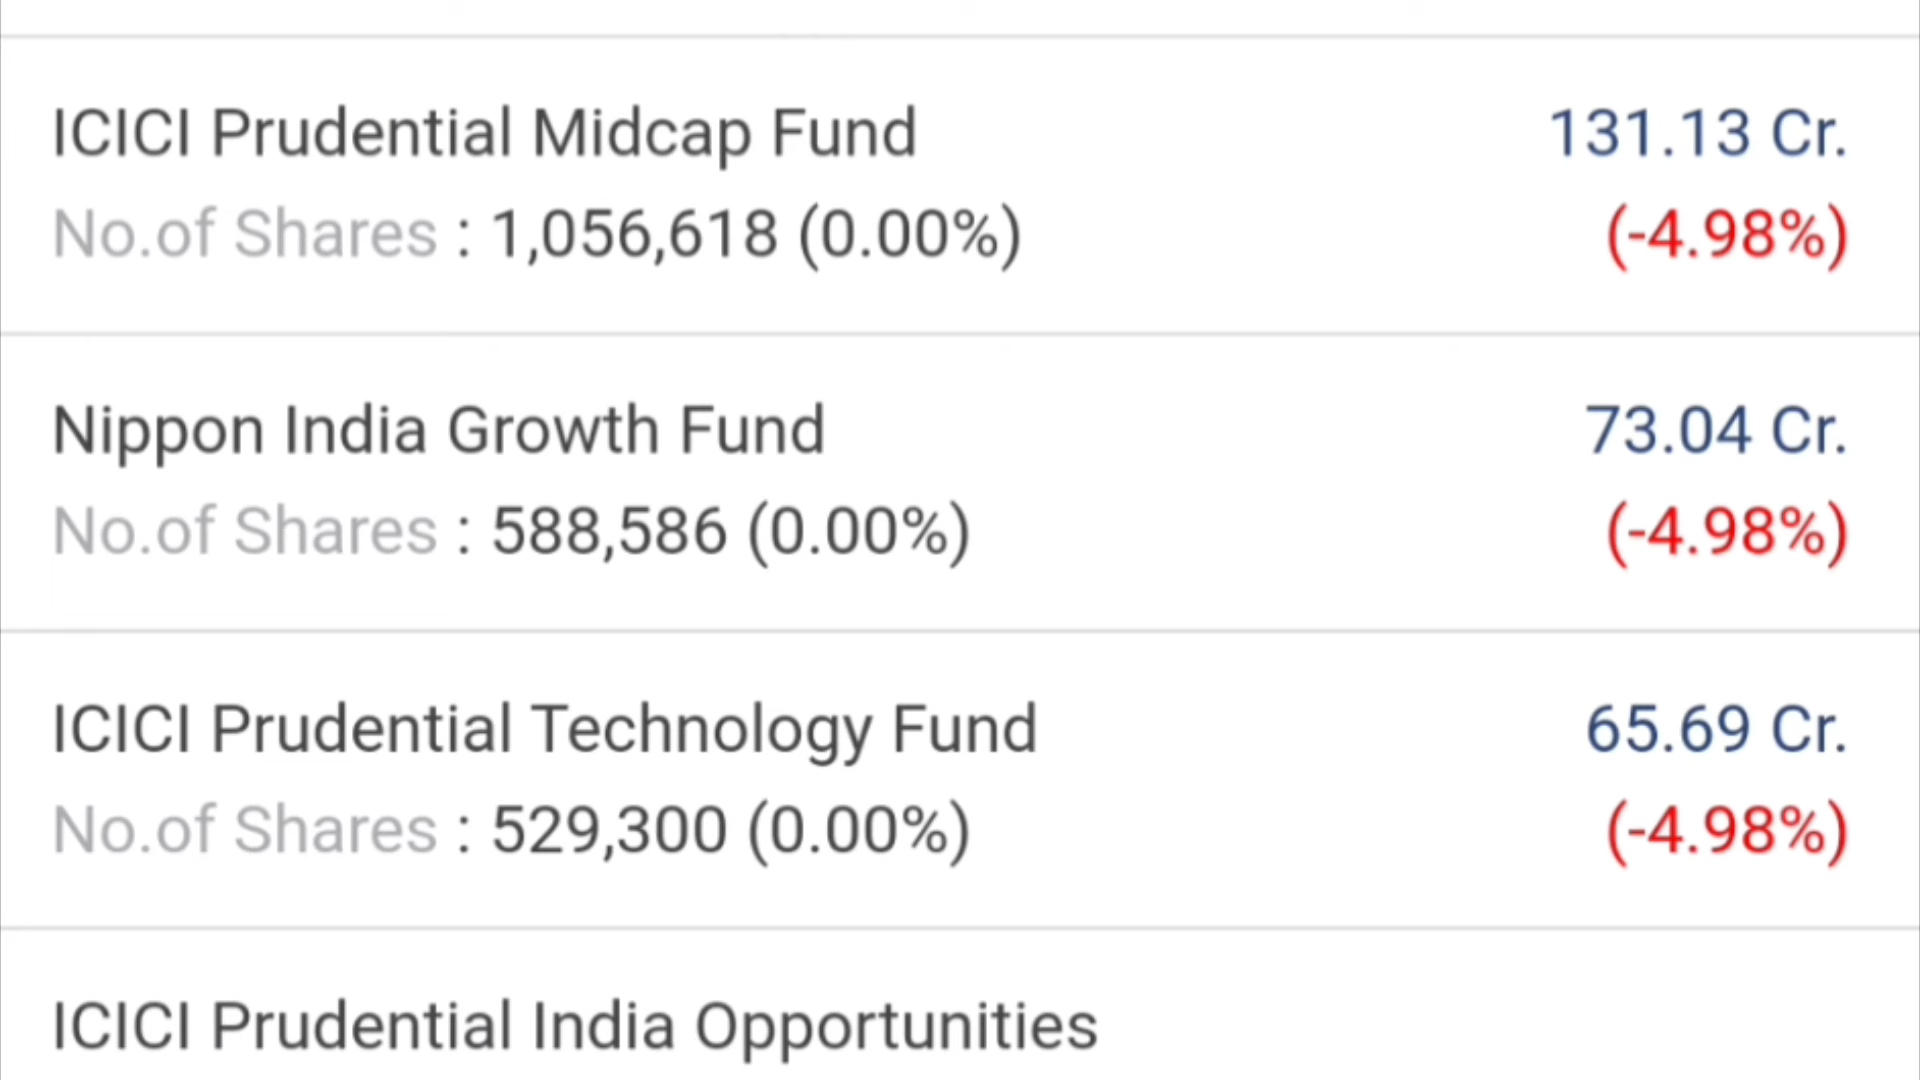 ICICI Prudential Midcap Fund 131.13 Cr.
No.of Shares : 1,056,618 (0.00%) (-4.98%)
Nippon India Growth Fund 73.04 Cr.
No.of Shares : 588,586 (0.00%) (-4.98%)
ICICI Prudential Technology Fund 65.69 Cr.
No.of Shares : 529,300 (0.00%) (-4.98%)
ICICI Prudential India Opportunities